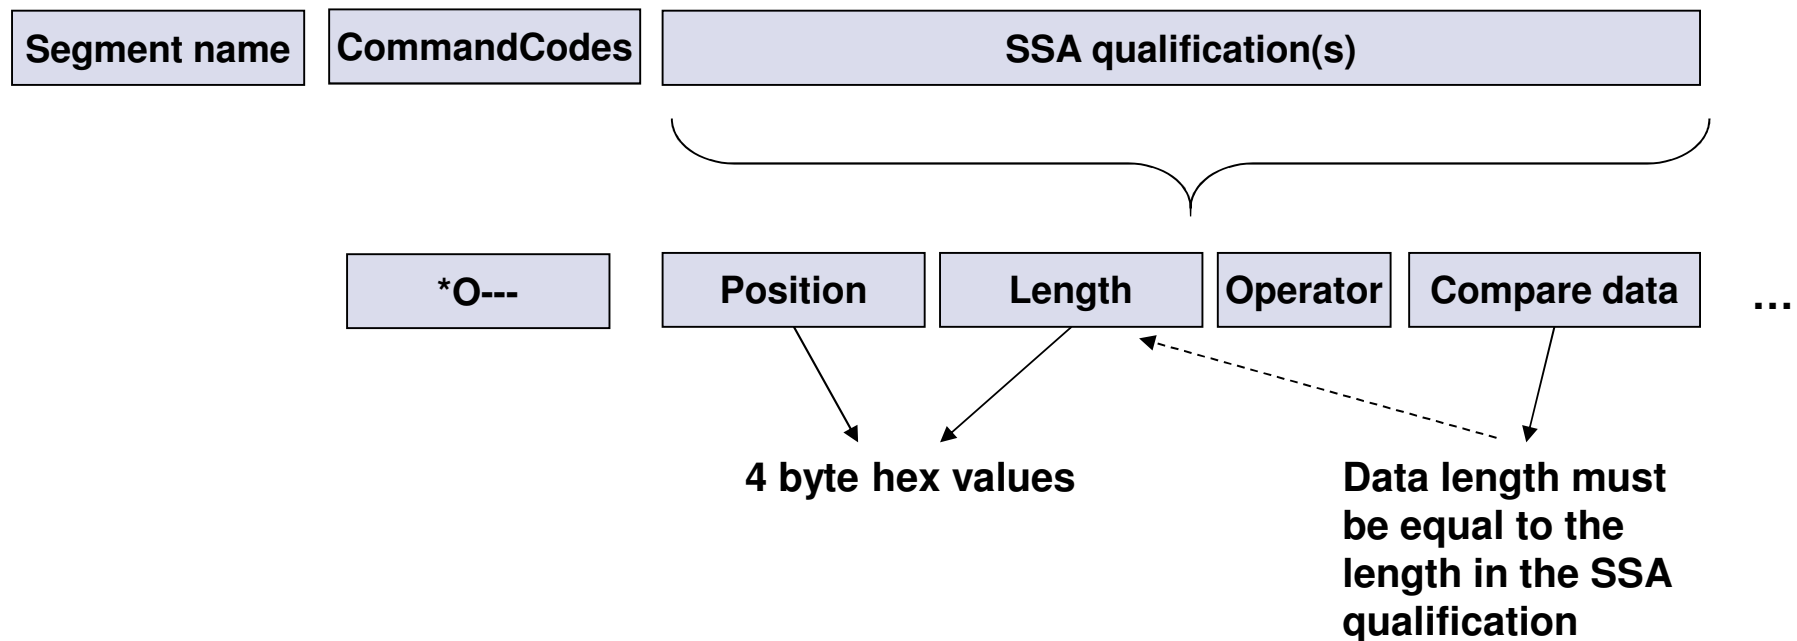 Segment name
CommandCodes
SSA qualification(s)
*O---
Position
Length
Operator
Compare data
...
4 byte hex values
Data length must
be equal to the
length in the SSA
qualification